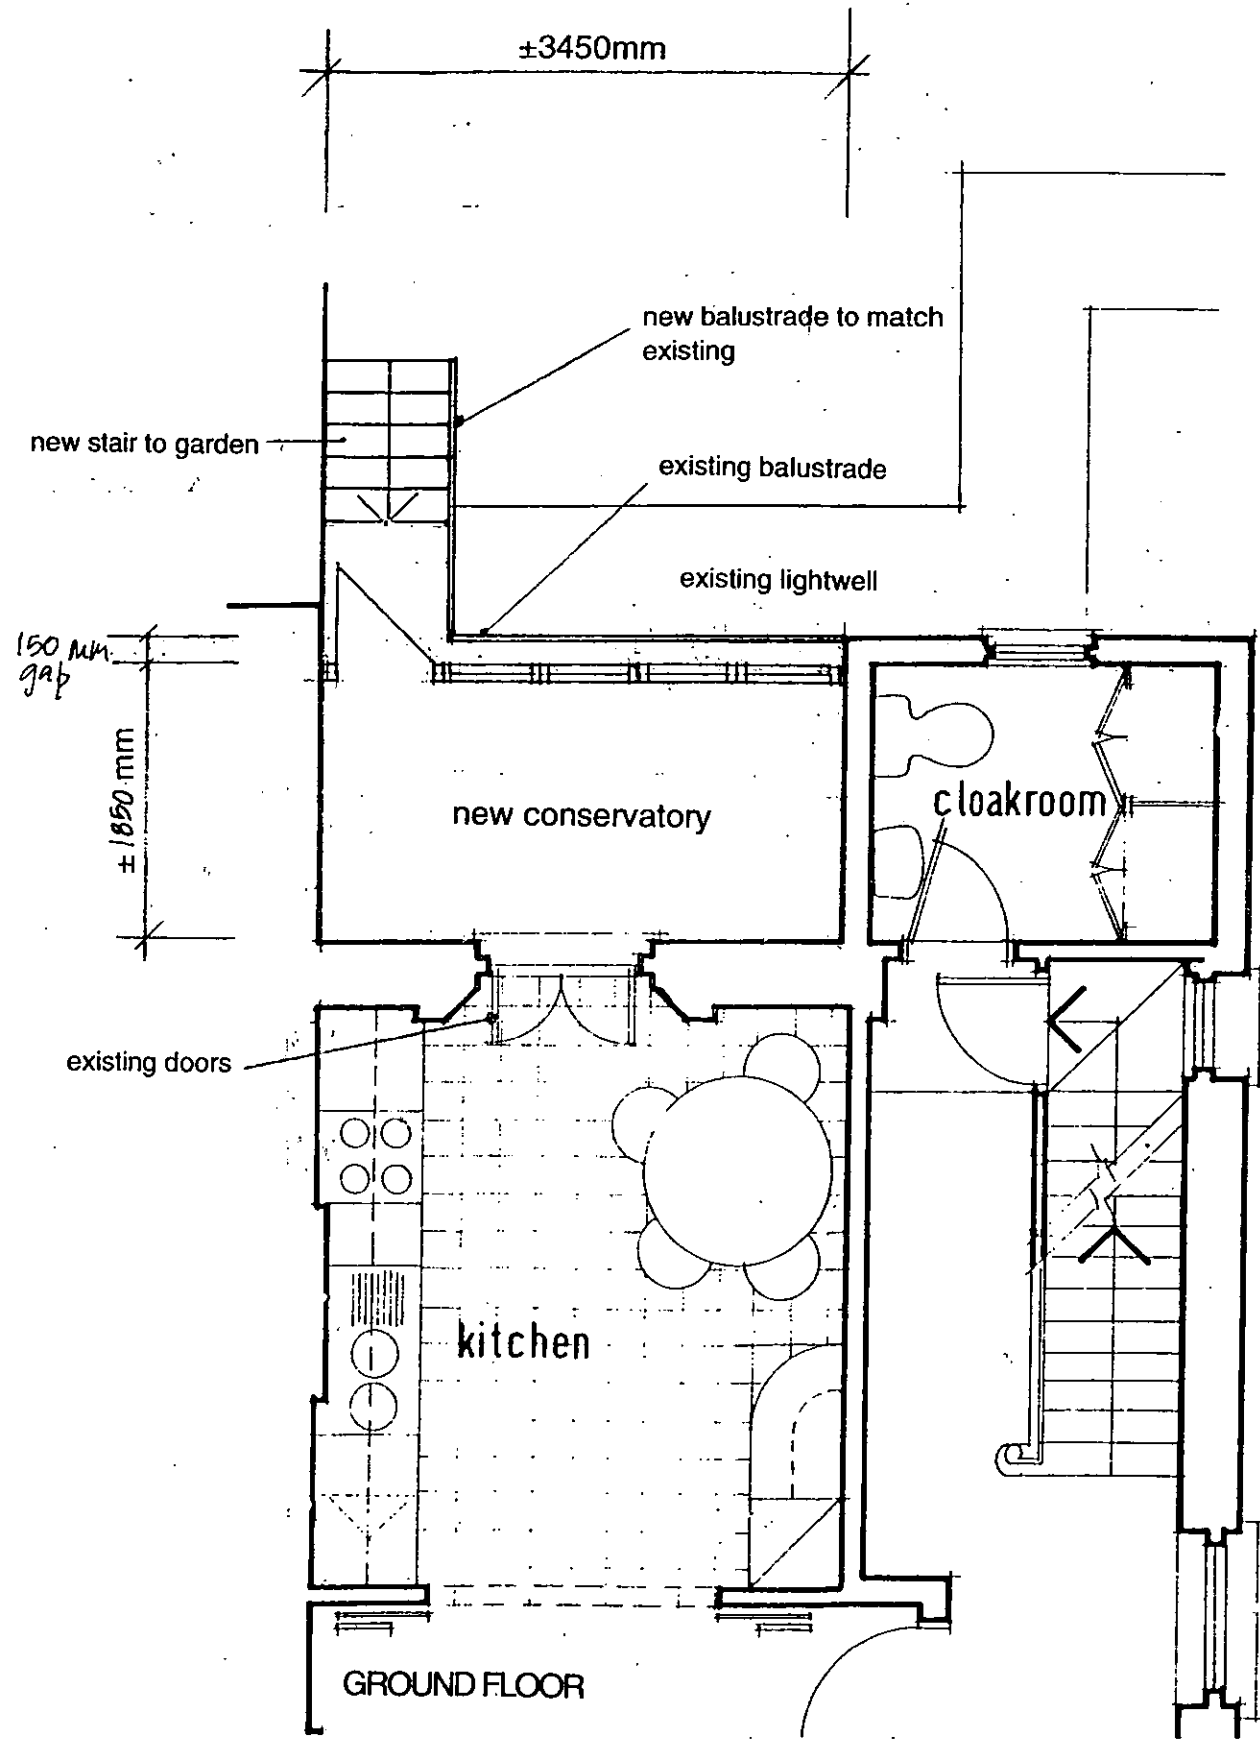 ±3450mm
new balustrade to match
existing
new stair to garden
existing balustrade
existing lightwell
150 mm
gap
±1850 mm
new conservatory
cloakroom
existing doors
kitchen
GROUND FLOOR